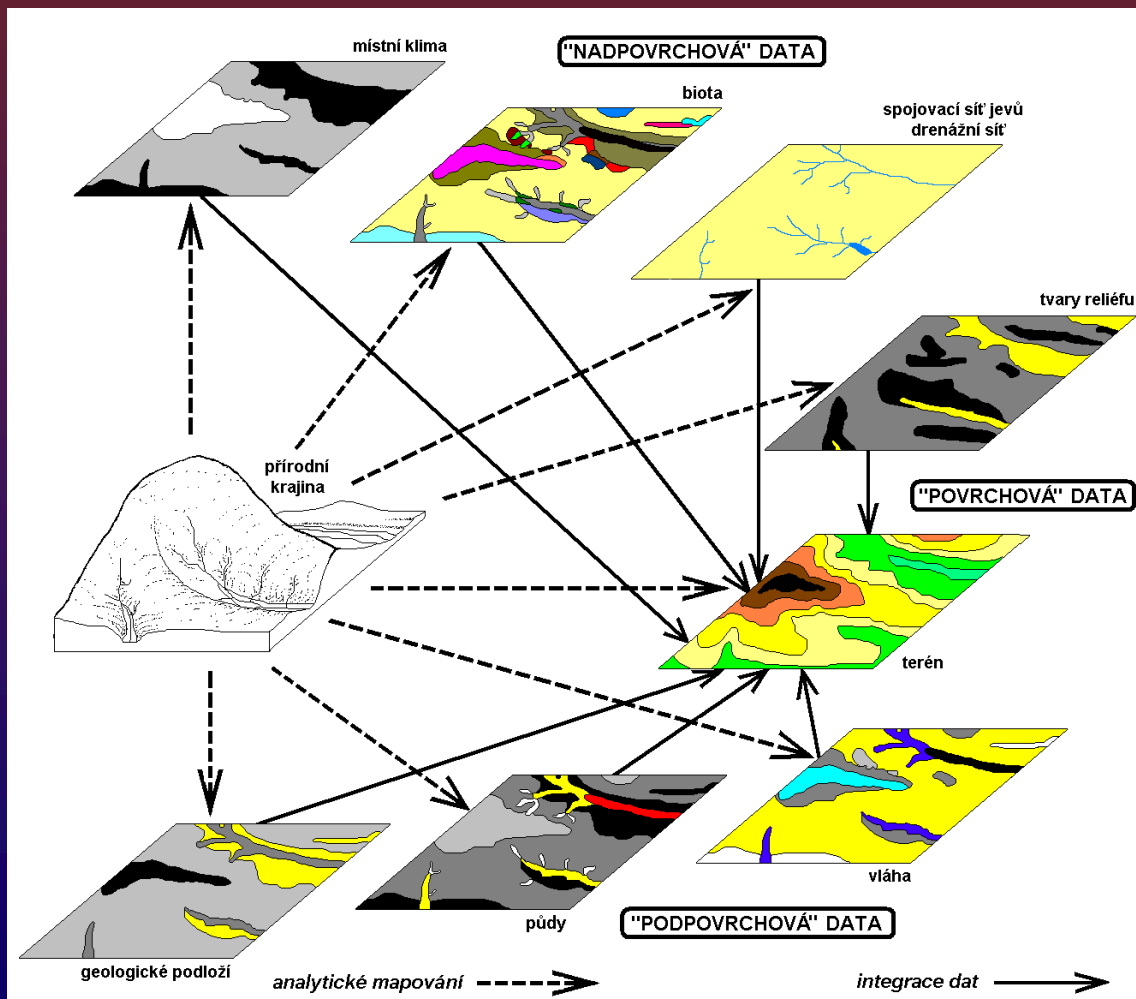 místní klima
"NADPOVRCHOVÁ" DATA
biota
spojovací síť jevů
drenážní síť
tvary reliéfu
přírodní
krajina
"POVRCHOVÁ" DATA
terén
vláha
půdy
"PODPOVRCHOVÁ" DATA
geologické podloží
analytické mapování
integrace dat